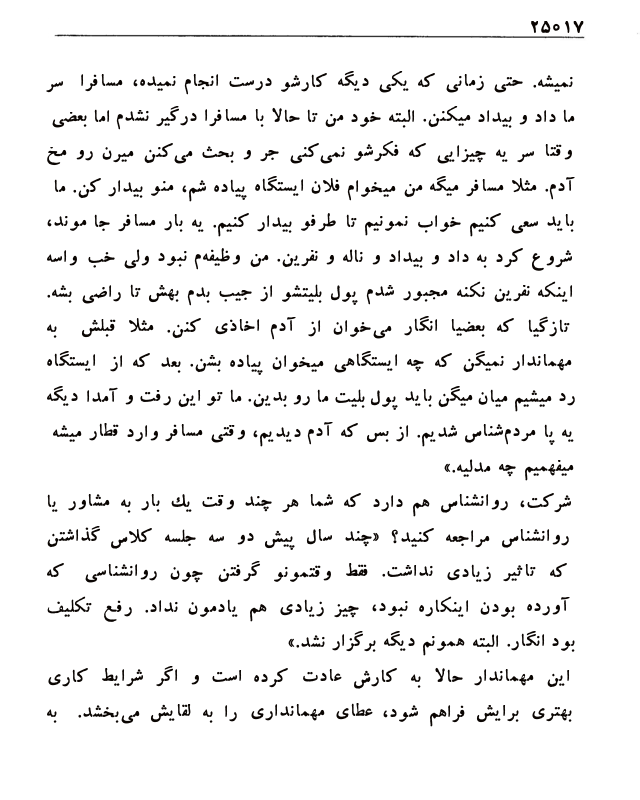 ۲۵۰۱۷
نمیشه. حتی زمانی که یکی دیگه کارشو درست انجام نمیده، مسافرا سر
ما داد و بیداد میکنن. البته خود من تا حالا با مسافرا درگیر نشدم اما بعضی
وقتا سر یه چیزایی که فکرشو نمی‌کنی جر و بحث می‌کنن میرن رو مخ
آدم. مثلا مسافر میگه من میخوام فلان ایستگاه پیاده شم، منو بیدار کن. ما
باید سعی کنیم خواب نمونیم تا طرفو بیدار کنیم. یه بار مسافر جا موند،
شروع کرد به داد و بیداد و ناله و نفرین. من وظیفه‌م نبود ولی خب واسه
اینکه نفرین نکنه مجبور شدم پول بلیتشو از جیب بدم بهش تا راضی بشه.
تازگیا که بعضیا انگار می‌خوان از آدم اخاذی کنن. مثلا قبلش به
مهماندار نمیگن که چه ایستگاهی میخوان پیاده بشن. بعد که از ایستگاه
رد میشیم میان میگن باید پول بلیت ما رو بدین. ما تو این رفت و آمدا دیگه
یه پا مردم‌شناس شدیم. از بس که آدم دیدیم، وقتی مسافر وارد قطار میشه
میفهمیم چه مدلیه.»
شرکت، روانشناس هم دارد که شما هر چند وقت یك بار به مشاور یا
روانشناس مراجعه کنید؟ «چند سال پیش دو سه جلسه کلاس گذاشتن
که تاثیر زیادی نداشت. فقط وقتمونو گرفتن چون روانشناسی که
آورده بودن اینکاره نبود، چیز زیادی هم یادمون نداد. رفع تکلیف
بود انگار. البته همونم دیگه برگزار نشد.»
این مهماندار حالا به کارش عادت کرده است و اگر شرایط کاری
بهتری برایش فراهم شود، عطای مهمانداری را به لقایش می‌بخشد. به